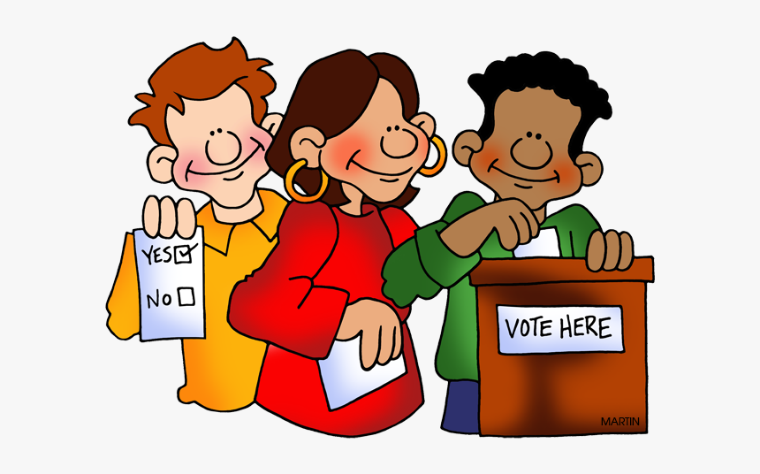 YES
NO
VOTE HERE
MARTIN